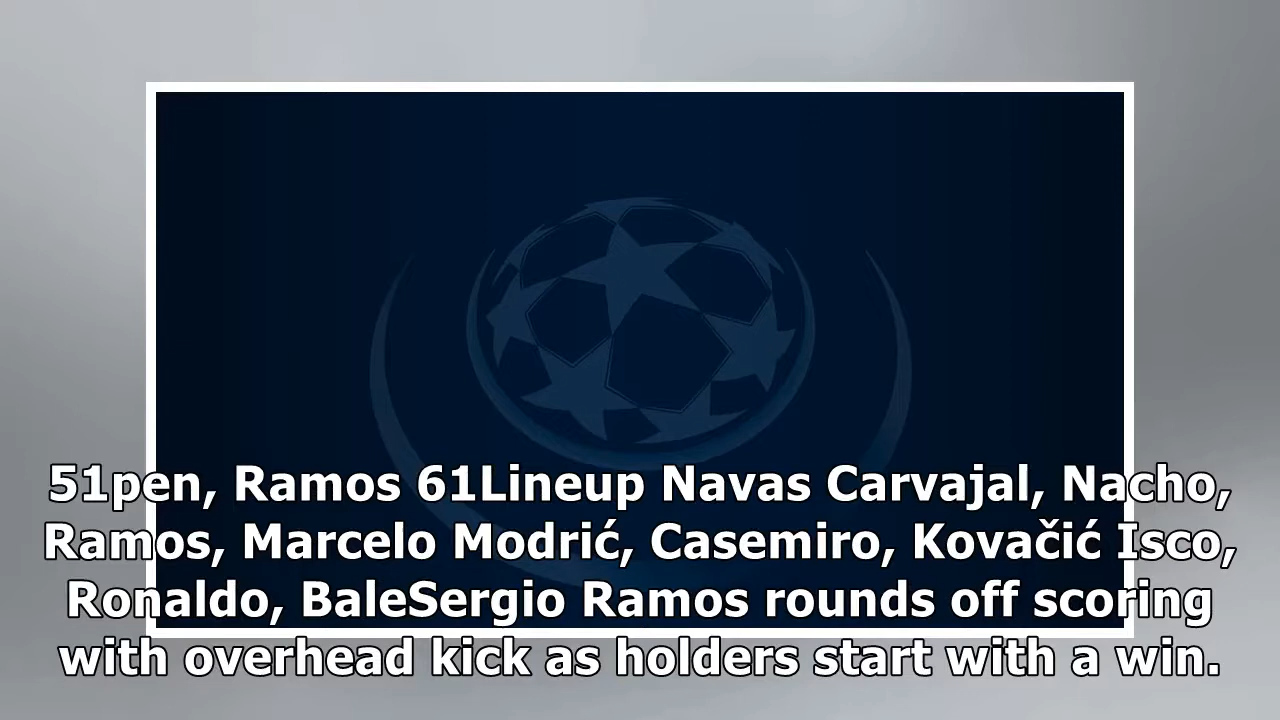 51pen, Ramos 61Lineup Navas Carvajal, Nacho,
Ramos, Marcelo Modrić, Casemiro, Kovačić Isco,
Ronaldo, BaleSergio Ramos rounds off scoring
with overhead kick as holders start with a win.